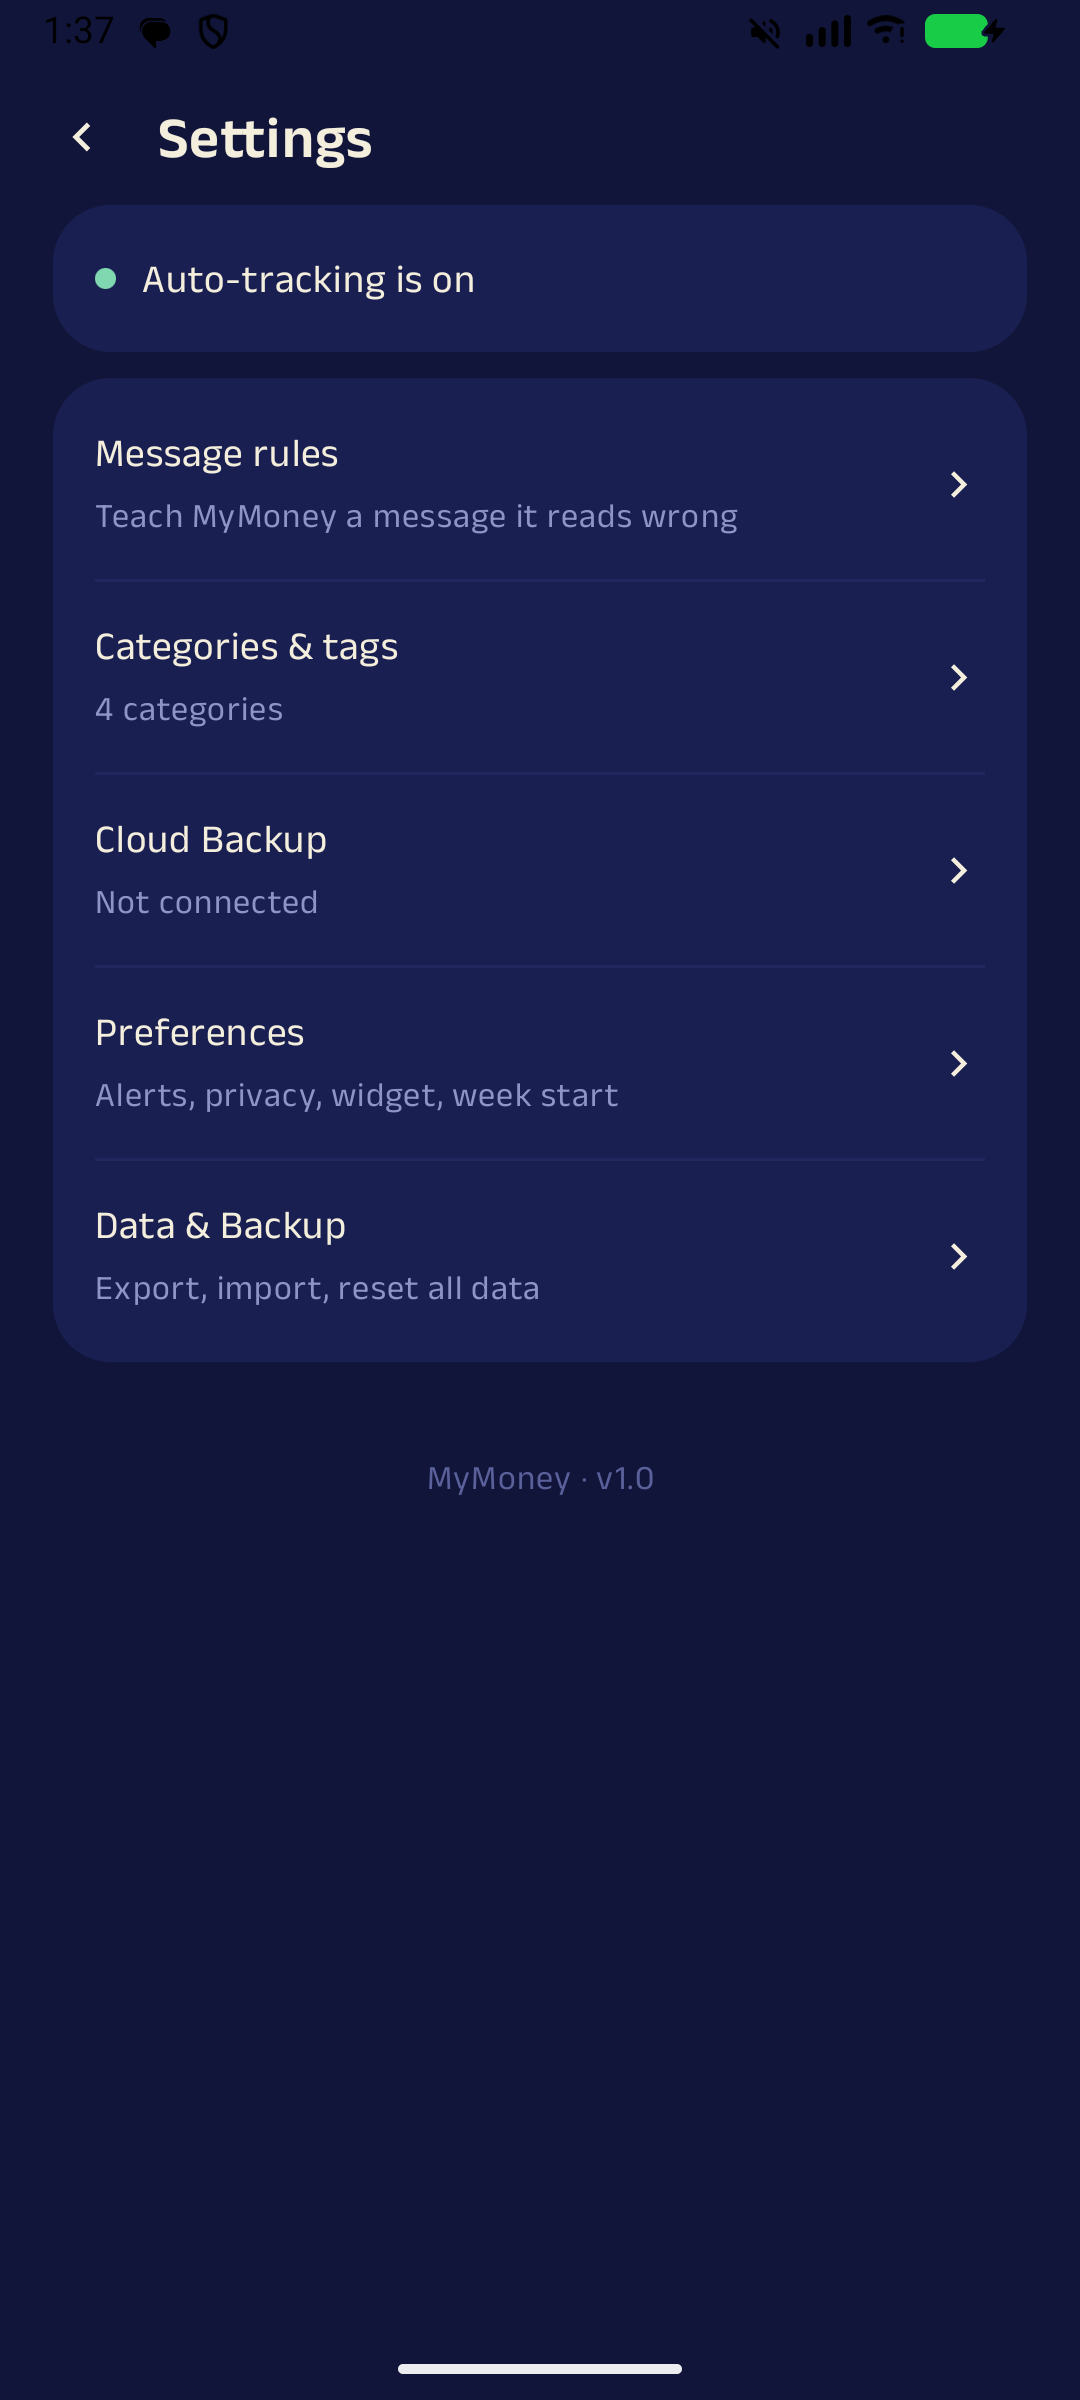 1:37
Settings
Auto-tracking is on
Message rules
Teach MyMoney a message it reads wrong
Categories & tags
4 categories
Cloud Backup
Not connected
Preferences
Alerts, privacy, widget, week start
Data & Backup
Export, import, reset all data
MyMoney · v1.0